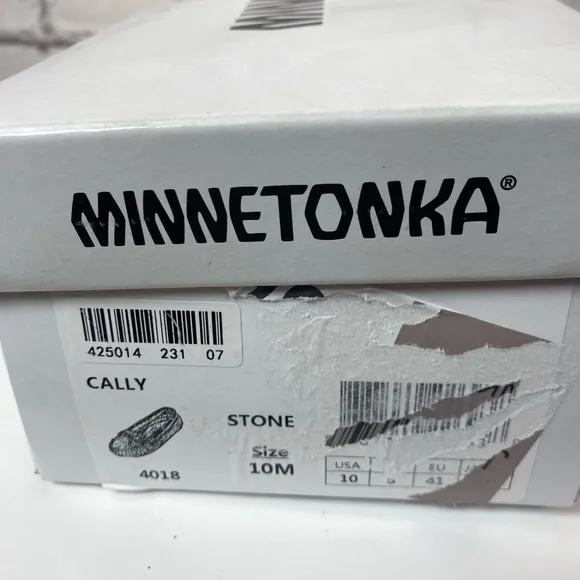 MINNETONKA®
425014 231 07
CALLY
STONE
4018
Size
10M
USA EU
10 41